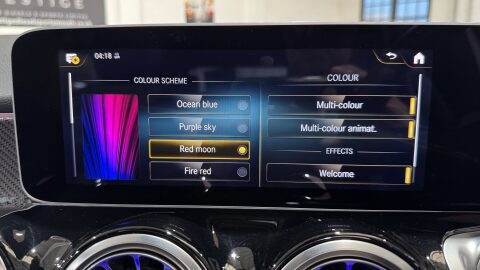 04:18
COLOUR SCHEME
Ocean blue
Purple sky
Red moon
Fire red
COLOUR
Multi-colour
Multi-colour animat.
EFFECTS
Welcome